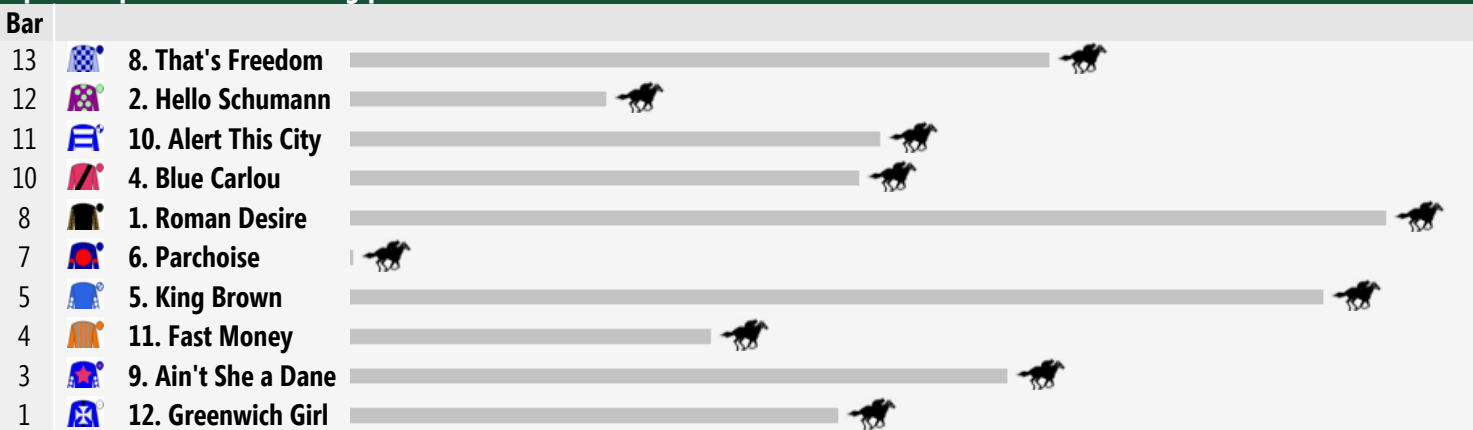 Bar
13 8. That's Freedom
12 2. Hello Schumann
11 10. Alert This City
10 4. Blue Carlou
8 1. Roman Desire
7 6. Parchoise
5 5. King Brown
4 11. Fast Money
3 9. Ain't She a Dane
1 12. Greenwich Girl